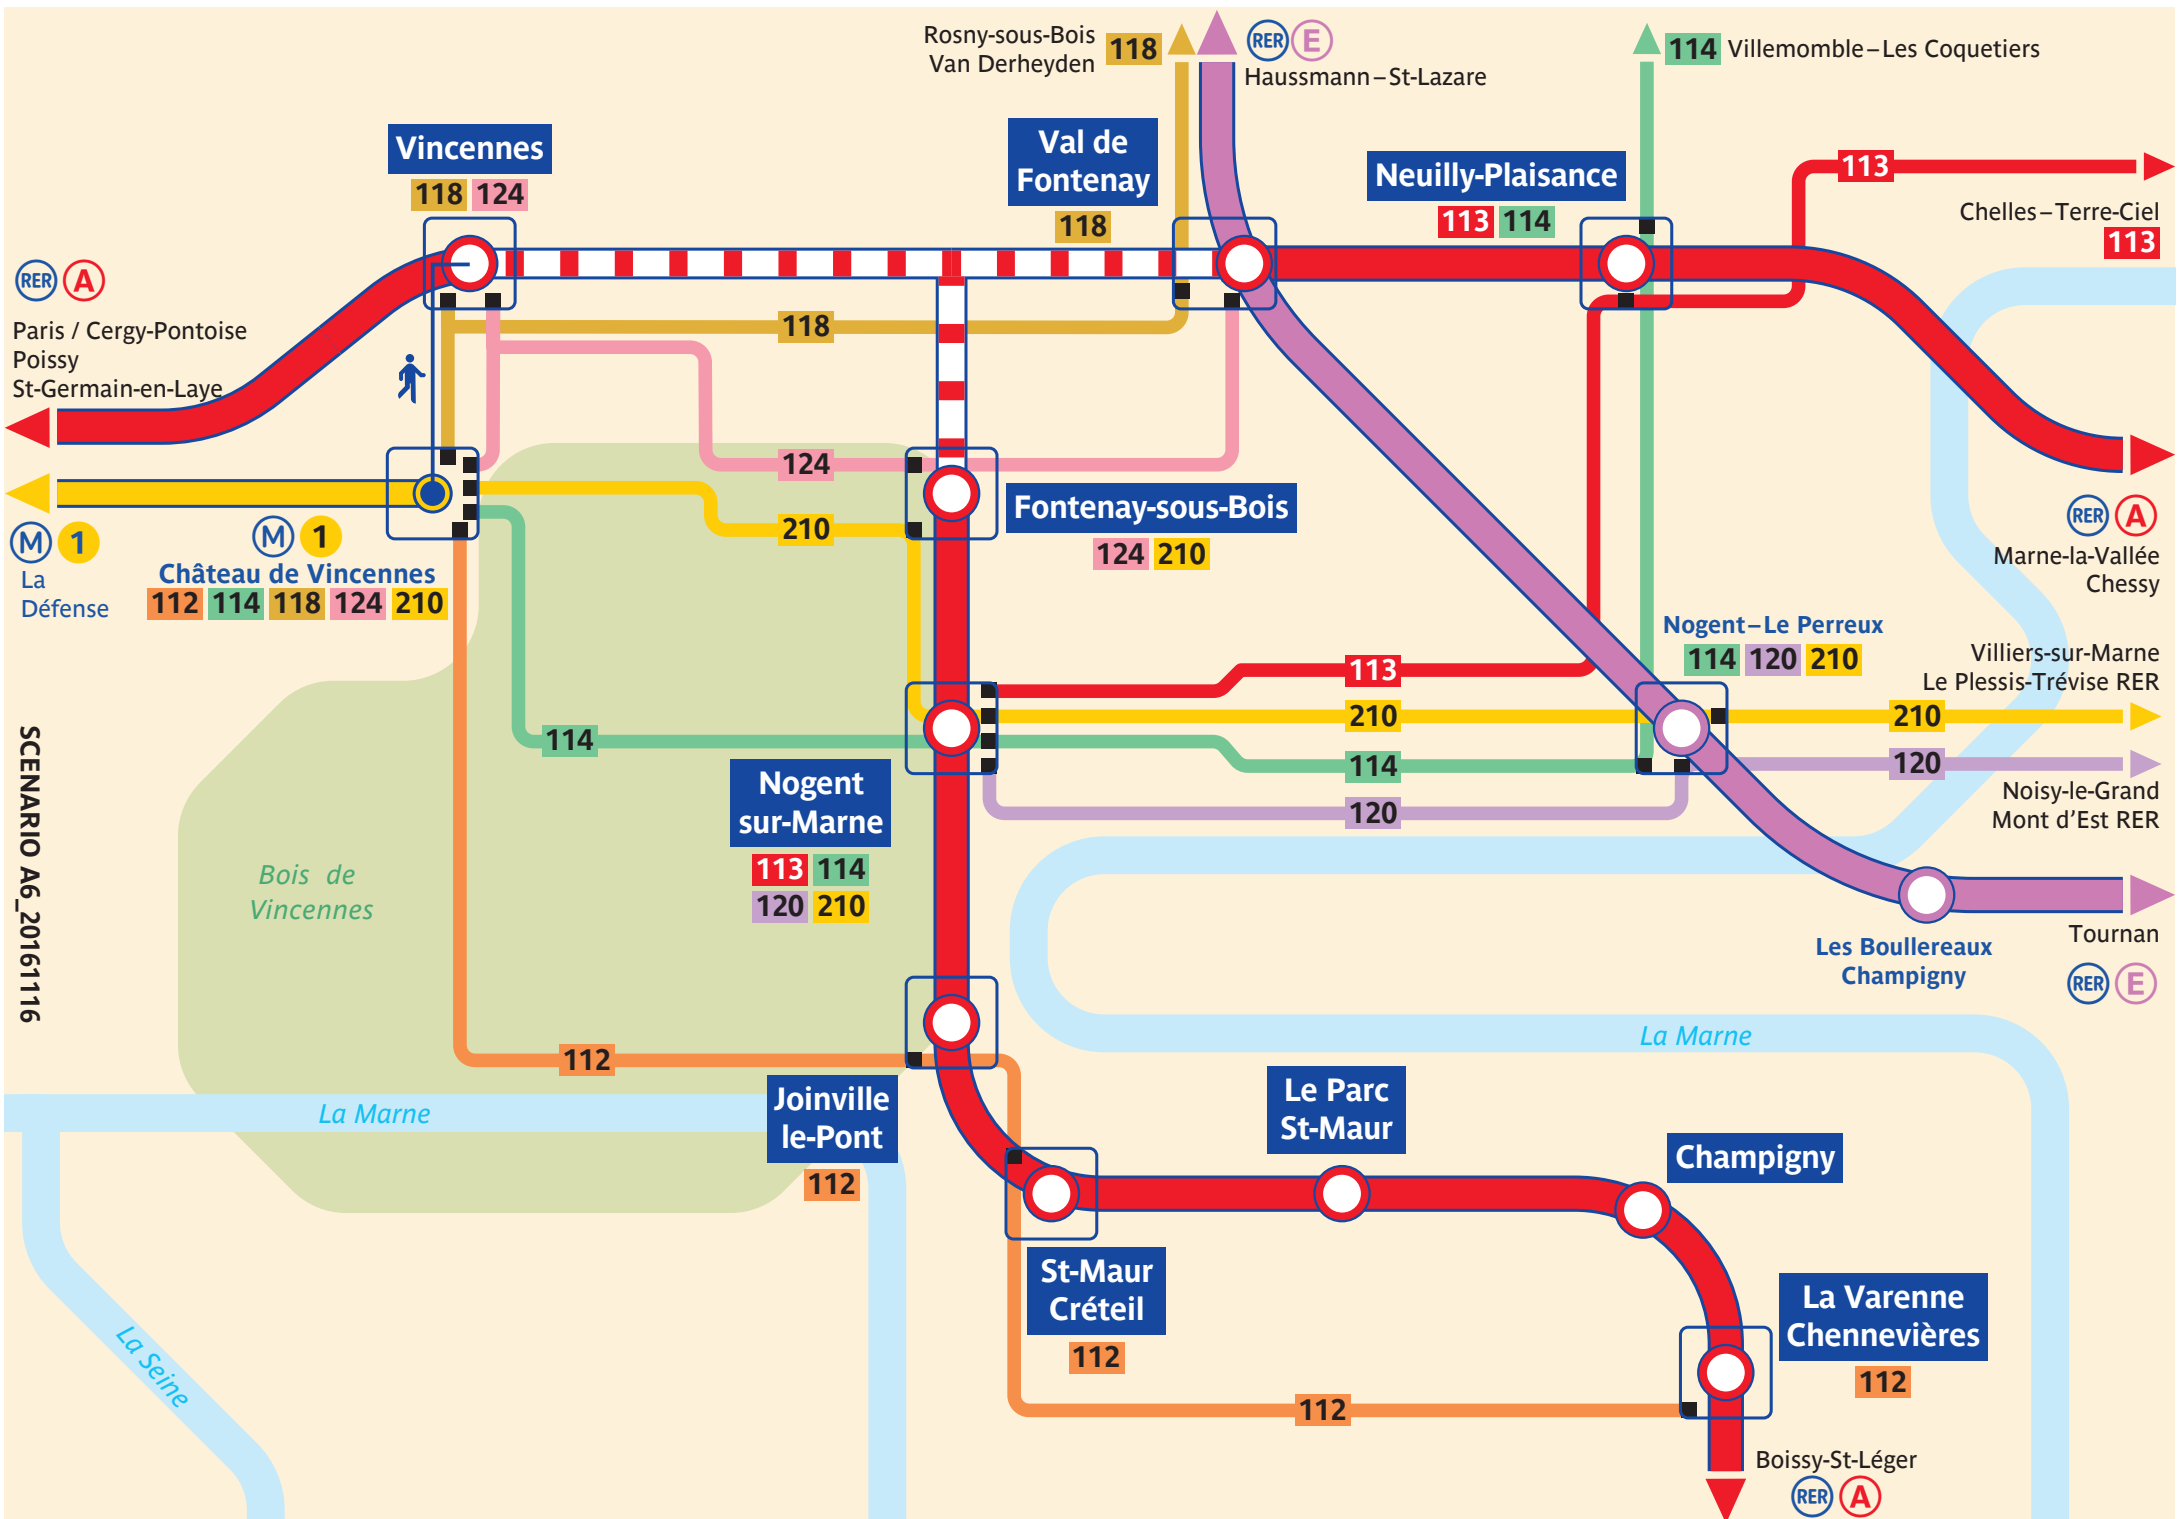 Rosny-sous-Bois
Van Derheyden
118
RER E
Haussmann–St-Lazare
114 Villemomble–Les Coquetiers
Vincennes
118 124
Val de
Fontenay
118
Neuilly-Plaisance
113 114
113
Chelles–Terre-Ciel
113
RER A
Paris / Cergy-Pontoise
Poissy
St-Germain-en-Laye
118
124
210
M 1
La
Défense
M 1
Château de Vincennes
112 114 118 124 210
Fontenay-sous-Bois
124 210
RER A
Marne-la-Vallée
Chessy
Nogent–Le Perreux
114 120 210
Villiers-sur-Marne
Le Plessis-Trévise RER
113
210
210
114
114
120
120
Noisy-le-Grand
Mont d'Est RER
Nogent
sur-Marne
113 114
120 210
SCENARIO A6_20161116
Bois de
Vincennes
Les Boullereaux
Champigny
Tournan
RER E
La Marne
112
La Marne
Joinville
le-Pont
112
Le Parc
St-Maur
Champigny
St-Maur
Créteil
112
La Varenne
Chennevières
112
La Seine
112
Boissy-St-Léger
RER A